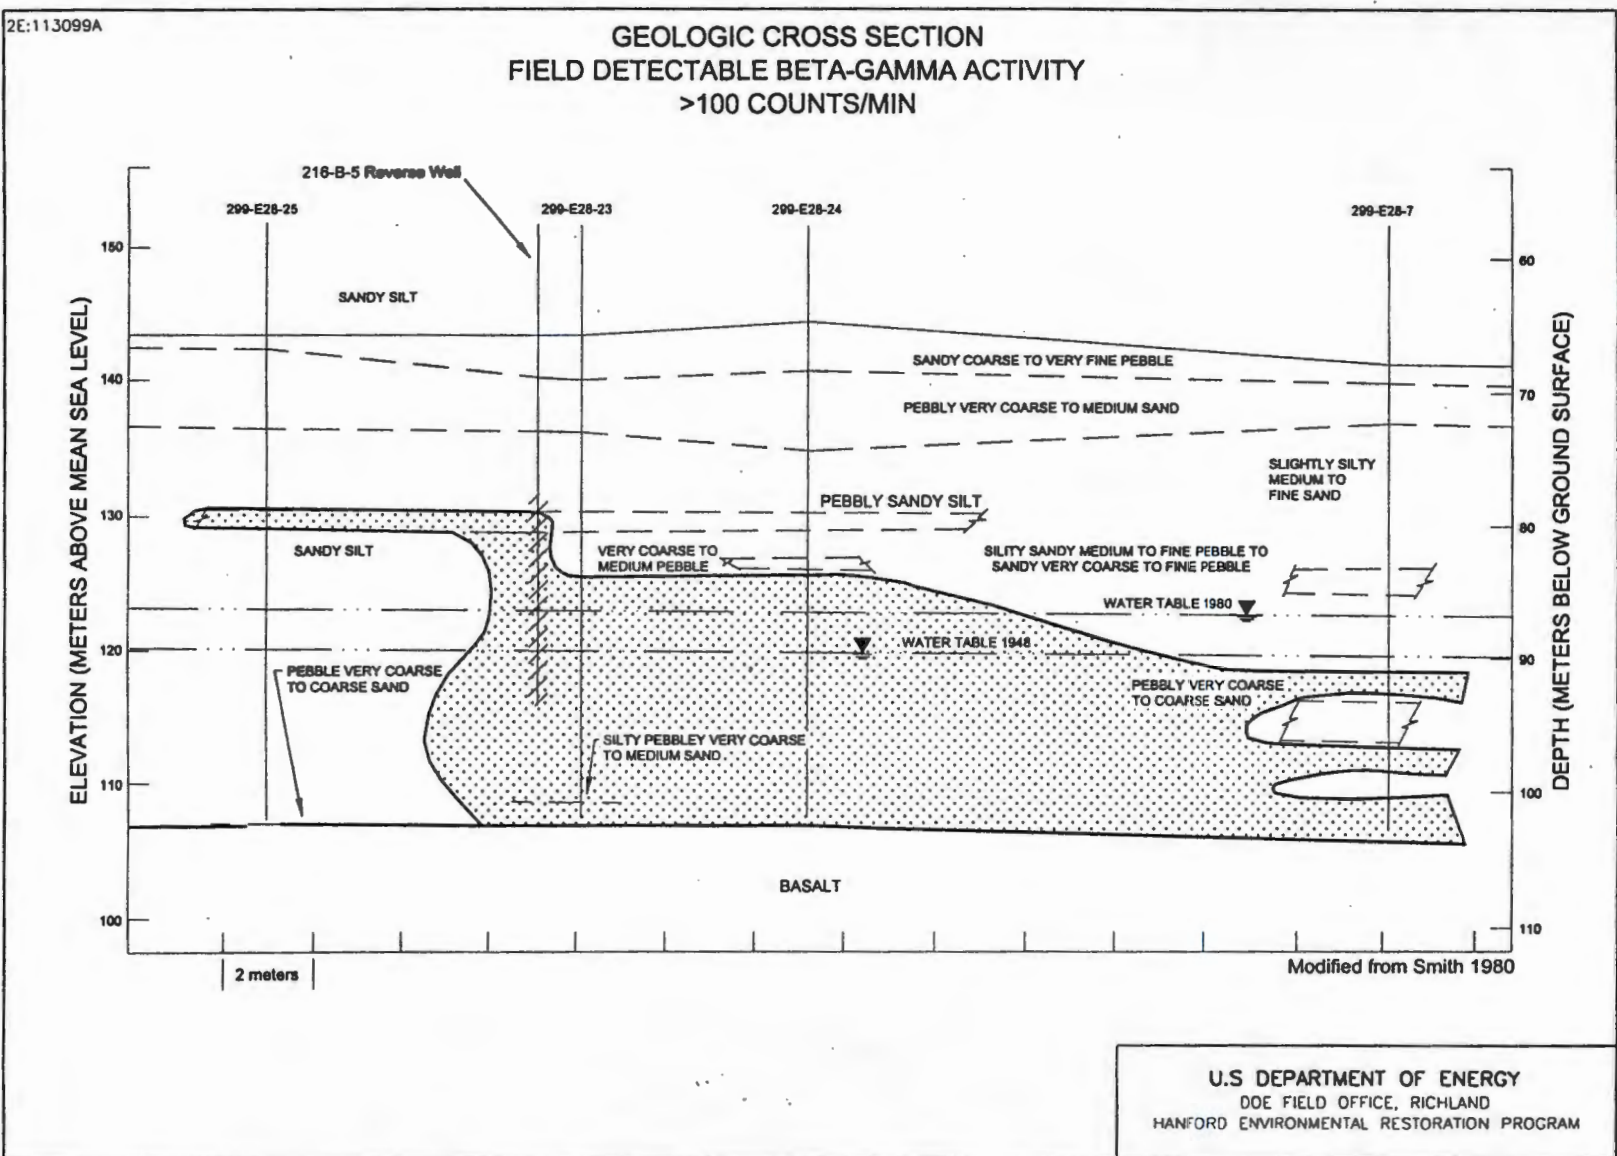 2E:113099A
GEOLOGIC CROSS SECTION
FIELD DETECTABLE BETA-GAMMA ACTIVITY
>100 COUNTS/MIN
216-B-5 Reverse Well
299-E28-25
299-E28-23
299-E28-24
299-E28-7
150
140
130
120
110
100
ELEVATION (METERS ABOVE MEAN SEA LEVEL)
60
70
80
90
100
110
DEPTH (METERS BELOW GROUND SURFACE)
SANDY SILT
SANDY COARSE TO VERY FINE PEBBLE
PEBBLY VERY COARSE TO MEDIUM SAND
SLIGHTLY SILTY
MEDIUM TO
FINE SAND
PEBBLY SANDY SILT
SANDY SILT
VERY COARSE TO
MEDIUM PEBBLE
SILITY SANDY MEDIUM TO FINE PEBBLE TO
SANDY VERY COARSE TO FINE PEBBLE
WATER TABLE 1980
WATER TABLE 1948
PEBBLE VERY COARSE
TO COARSE SAND
PEBBLY VERY COARSE
TO COARSE SAND
SILTY PEBBLEY VERY COARSE
TO MEDIUM SAND
BASALT
2 meters
Modified from Smith 1980
U.S DEPARTMENT OF ENERGY
DOE FIELD OFFICE, RICHLAND
HANFORD ENVIRONMENTAL RESTORATION PROGRAM